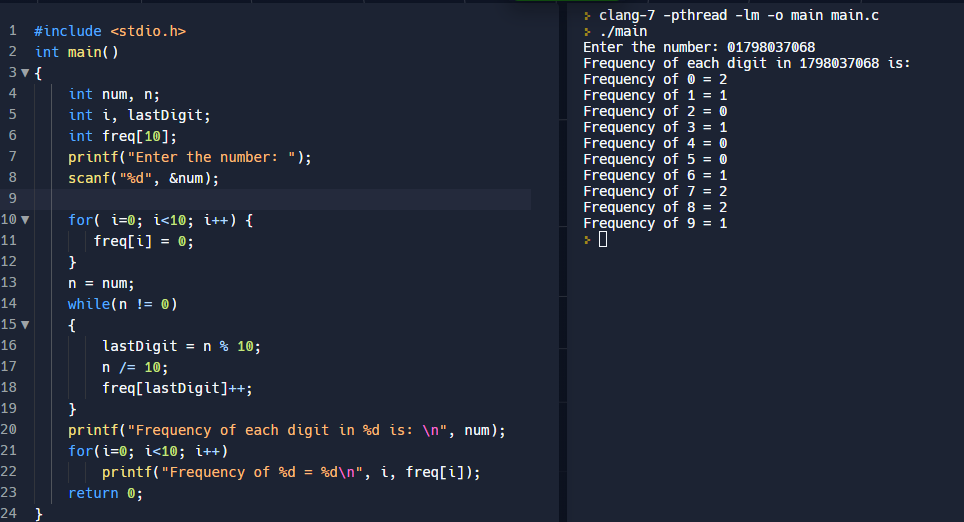 1 #include <stdio.h>
2 int main()
3 {
4 int num, n;
5 int i, lastDigit;
6 int freq[10];
7 printf("Enter the number: ");
8 scanf("%d", &num);
9
10 for( i=0; i<10; i++) {
11 freq[i] = 0;
12 }
13 n = num;
14 while(n != 0)
15 {
16 lastDigit = n % 10;
17 n /= 10;
18 freq[lastDigit]++;
19 }
20 printf("Frequency of each digit in %d is: \n", num);
21 for(i=0; i<10; i++)
22 printf("Frequency of %d = %d\n", i, freq[i]);
23 return 0;
24 }
clang-7 -pthread -lm -o main main.c
./main
Enter the number: 01798037068
Frequency of each digit in 1798037068 is:
Frequency of 0 = 2
Frequency of 1 = 1
Frequency of 2 = 0
Frequency of 3 = 1
Frequency of 4 = 0
Frequency of 5 = 0
Frequency of 6 = 1
Frequency of 7 = 2
Frequency of 8 = 2
Frequency of 9 = 1